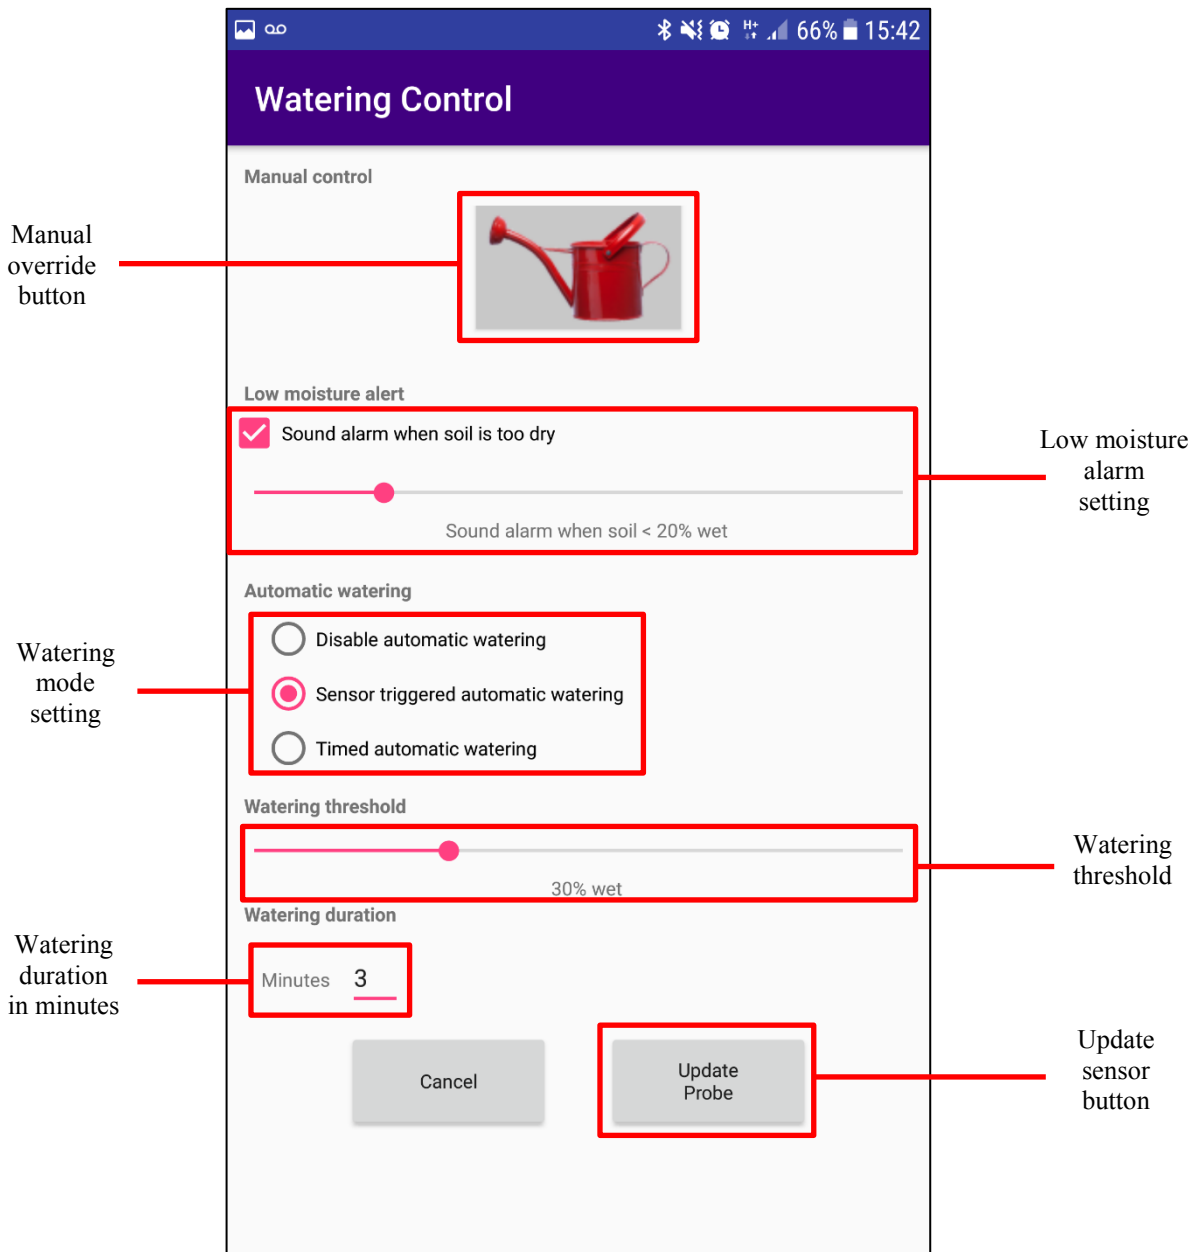 H+ 66% 15:42
Watering Control
Manual control
Manual
override
button
Low moisture alert
Sound alarm when soil is too dry
Sound alarm when soil < 20% wet
Low moisture
alarm
setting
Automatic watering
Disable automatic watering
Sensor triggered automatic watering
Timed automatic watering
Watering
mode
setting
Watering threshold
30% wet
Watering
threshold
Watering duration
Minutes 3
Watering
duration
in minutes
Cancel
Update
Probe
Update
sensor
button